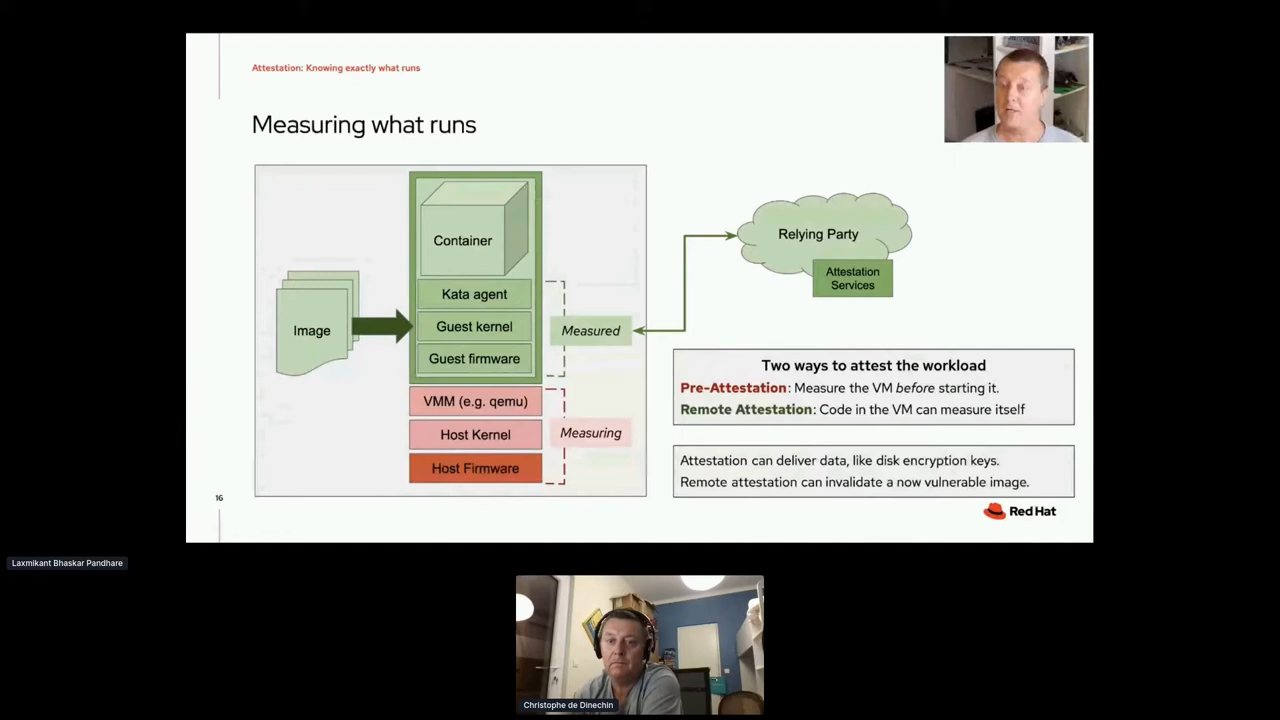 Attestation: Knowing exactly what runs
Measuring what runs
Container
Kata agent
Guest kernel
Guest firmware
Image
Measured
VMM (e.g. qemu)
Host Kernel
Host Firmware
Measuring
Relying Party
Attestation
Services
Two ways to attest the workload
Pre-Attestation: Measure the VM before starting it.
Remote Attestation: Code in the VM can measure itself
Attestation can deliver data, like disk encryption keys.
Remote attestation can invalidate a now vulnerable image.
16
Red Hat
Laxmikant Bhaskar Pandhare
Christophe de Dinechin